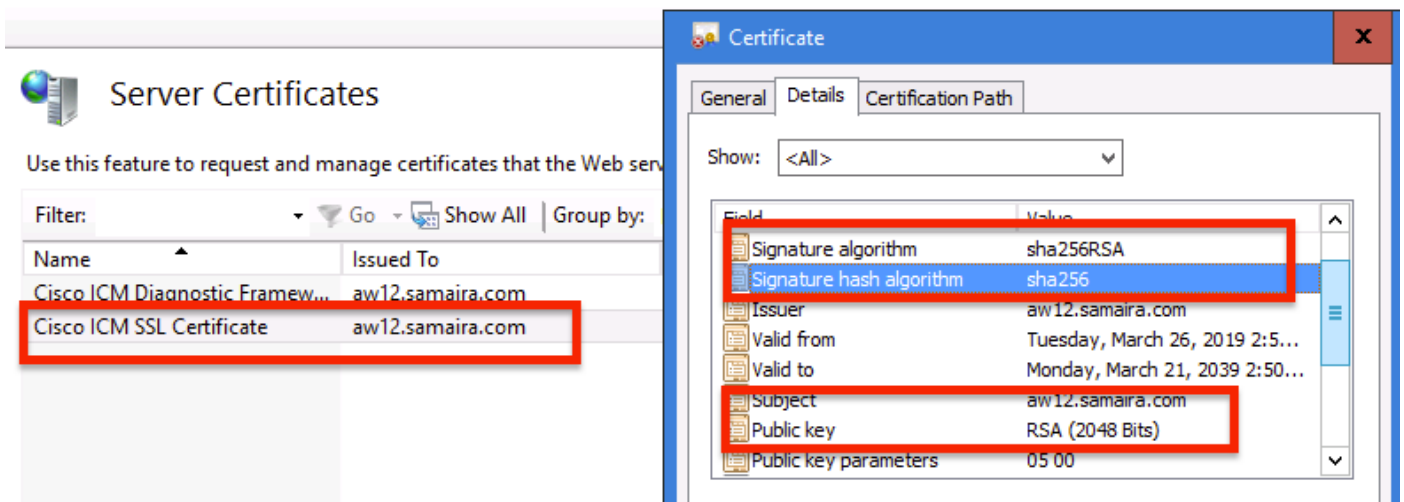 Server Certificates
Use this feature to request and manage certificates that the Web serv
Filter: Go Show All Group by:
Name Issued To
Cisco ICM Diagnostic Framew... aw12.samaira.com
Cisco ICM SSL Certificate aw12.samaira.com
Certificate
x
General Details Certification Path
Show: <All>
Field Value
Signature algorithm sha256RSA
Signature hash algorithm sha256
Issuer aw12.samaira.com
Valid from Tuesday, March 26, 2019 2:5...
Valid to Monday, March 21, 2039 2:50...
Subject aw12.samaira.com
Public key RSA (2048 Bits)
Public key parameters 05 00